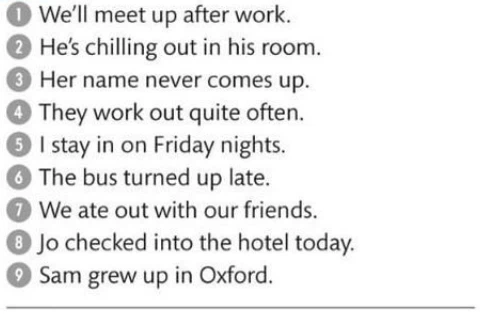 1 We'll meet up after work.
2 He's chilling out in his room.
3 Her name never comes up.
4 They work out quite often.
5 I stay in on Friday nights.
6 The bus turned up late.
7 We ate out with our friends.
8 Jo checked into the hotel today.
9 Sam grew up in Oxford.